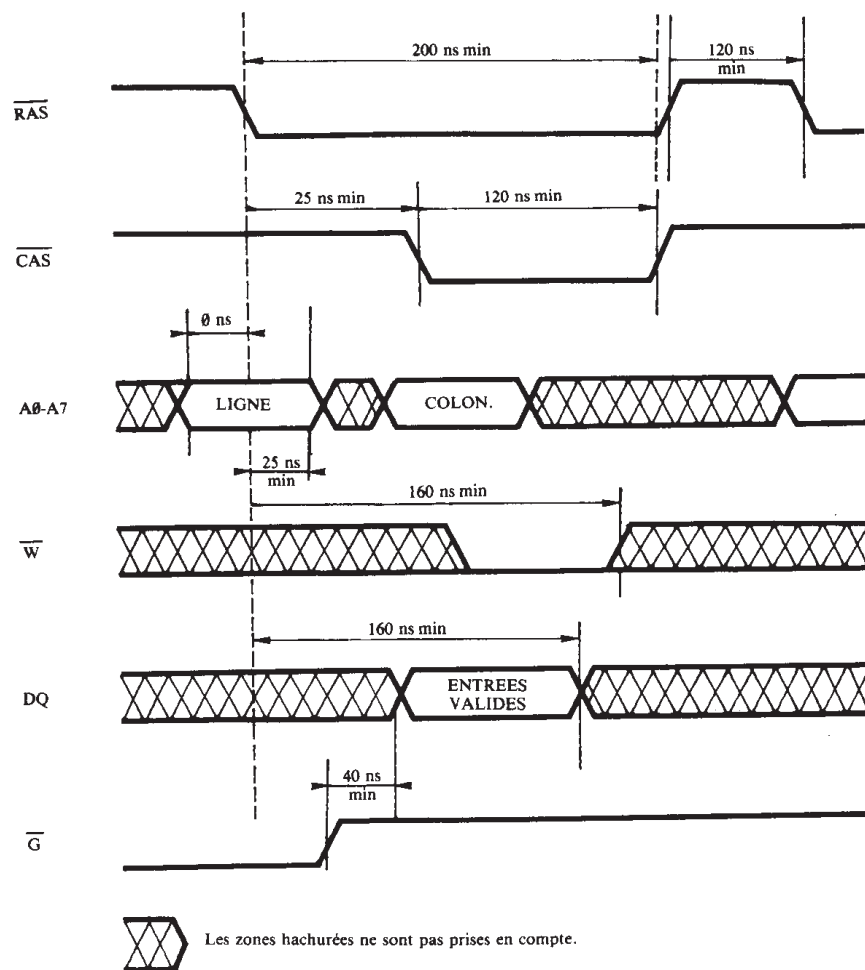 200 ns min
120 ns
min
RAS
25 ns min
120 ns min
CAS
0 ns
A0-A7
LIGNE
COLON.
25 ns
min
160 ns min
W
160 ns min
DQ
ENTREES
VALIDES
40 ns
min
G
Les zones hachurées ne sont pas prises en compte.